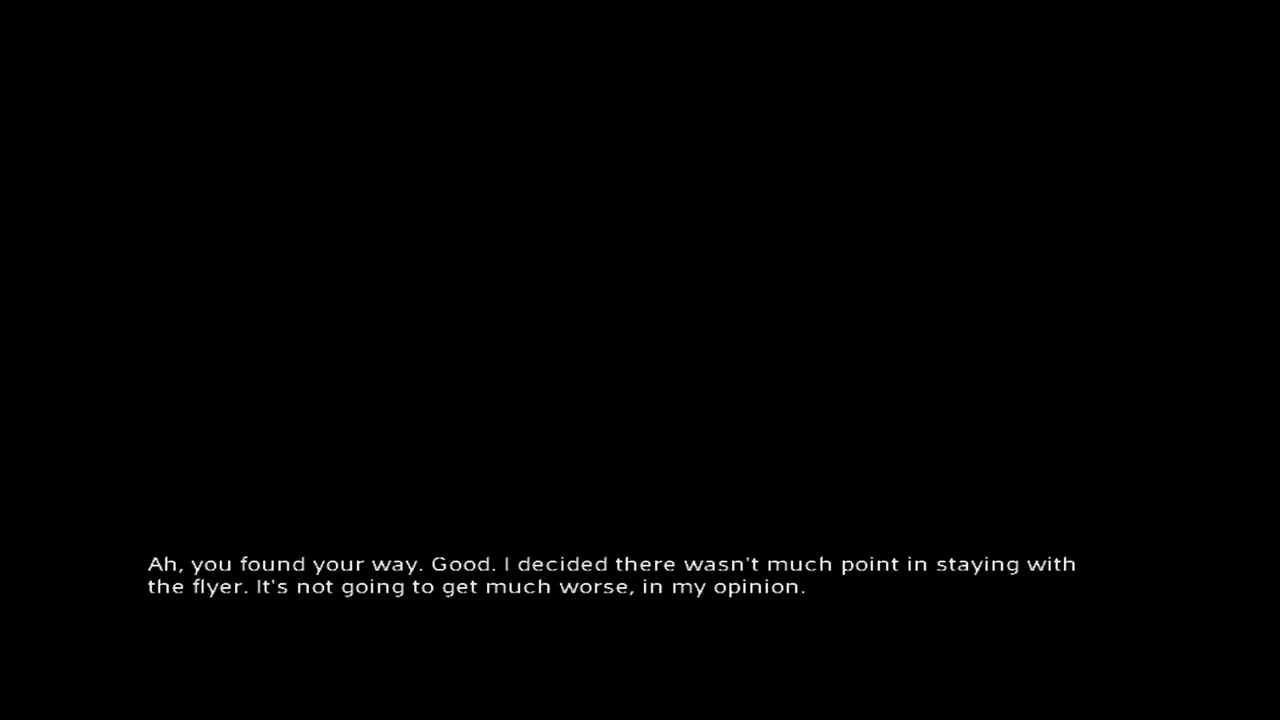 Ah, you found your way. Good. I decided there wasn't much point in staying with
the flyer. It's not going to get much worse, in my opinion.